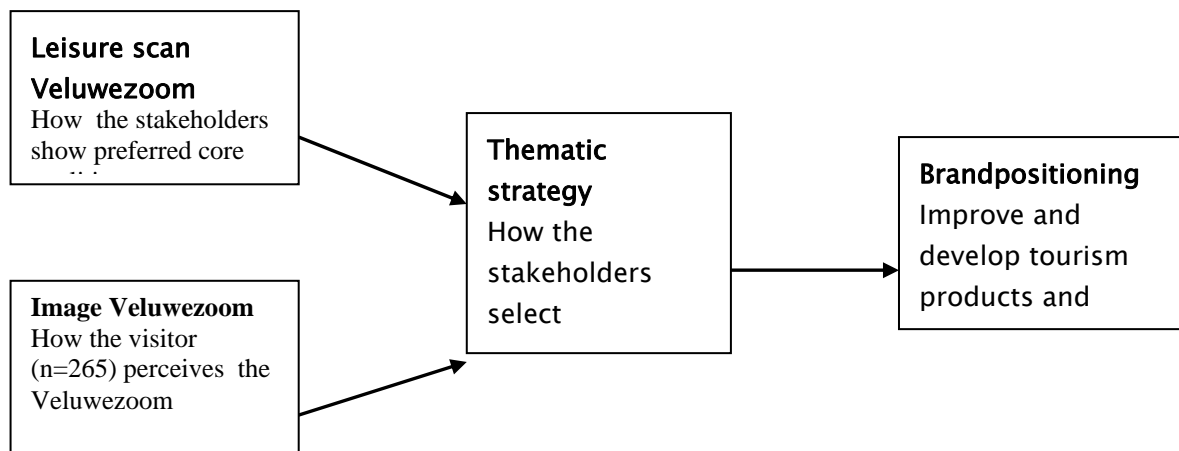 Leisure scan
Veluwezoom
How the stakeholders
show preferred core
Image Veluwezoom
How the visitor
(n=265) perceives the
Veluwezoom
Thematic
strategy
How the
stakeholders
select
Brandpositioning
Improve and
develop tourism
products and